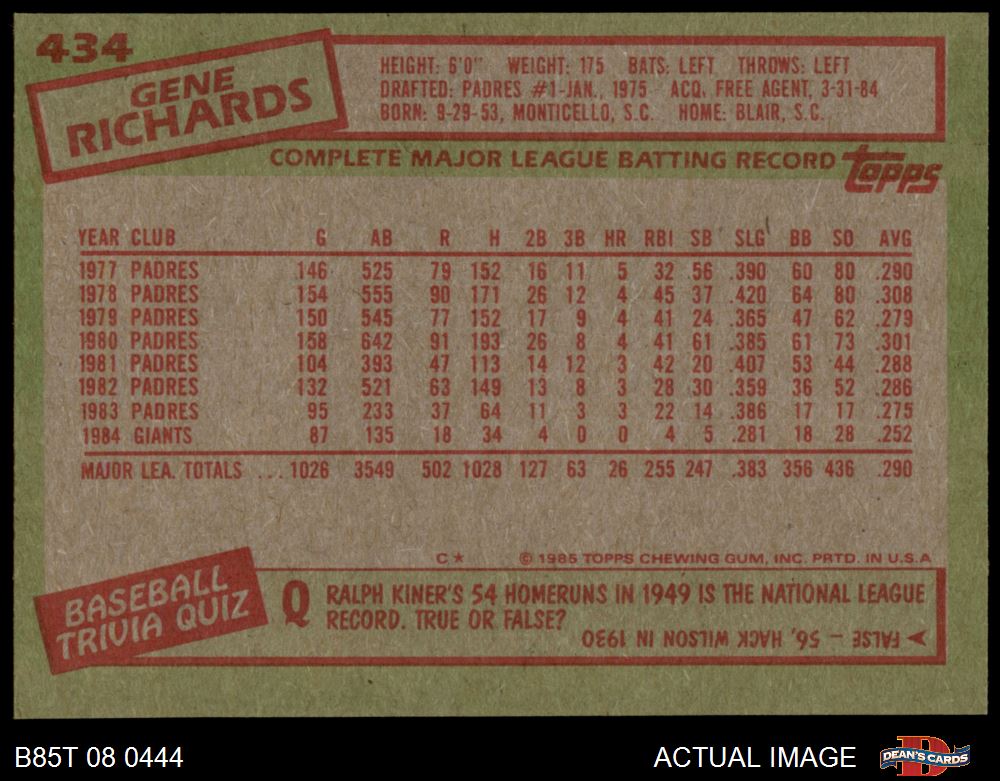 434
GENE
RICHARDS
HEIGHT: 6'0" WEIGHT: 175 BATS: LEFT THROWS: LEFT
DRAFTED: PADRES #1-JAN., 1975 ACQ. FREE AGENT, 3-31-84
BORN: 9-29-53, MONTICELLO, S.C. HOME: BLAIR, S.C.
COMPLETE MAJOR LEAGUE BATTING RECORD
topps
YEAR CLUB G AB R H 2B 3B HR RBI SB SLG BB SO AVG
1977 PADRES 146 525 79 152 16 11 5 32 56 .390 60 80 .290
1978 PADRES 154 555 90 171 26 12 4 45 37 .420 64 80 .308
1979 PADRES 150 545 77 152 17 9 4 41 24 .365 47 62 .279
1980 PADRES 158 642 91 193 26 8 4 41 61 .385 61 73 .301
1981 PADRES 104 393 47 113 14 12 3 42 20 .407 53 44 .288
1982 PADRES 132 521 63 149 13 8 3 28 30 .359 36 52 .286
1983 PADRES 95 233 37 64 11 3 3 22 14 .386 17 17 .275
1984 GIANTS 87 135 18 34 4 0 0 4 5 .281 18 28 .252
MAJOR LEA. TOTALS ... 1026 3549 502 1028 127 63 26 255 247 .383 356 436 .290
C★ © 1985 TOPPS CHEWING GUM, INC. PRTD. IN U.S.A
BASEBALL
TRIVIA QUIZ
Q RALPH KINER'S 54 HOMERUNS IN 1949 IS THE NATIONAL LEAGUE
RECORD. TRUE OR FALSE?
FALSE – 56, HACK WILSON IN 1930
B85T 08 0444
ACTUAL IMAGE
DEAN'S CARDS